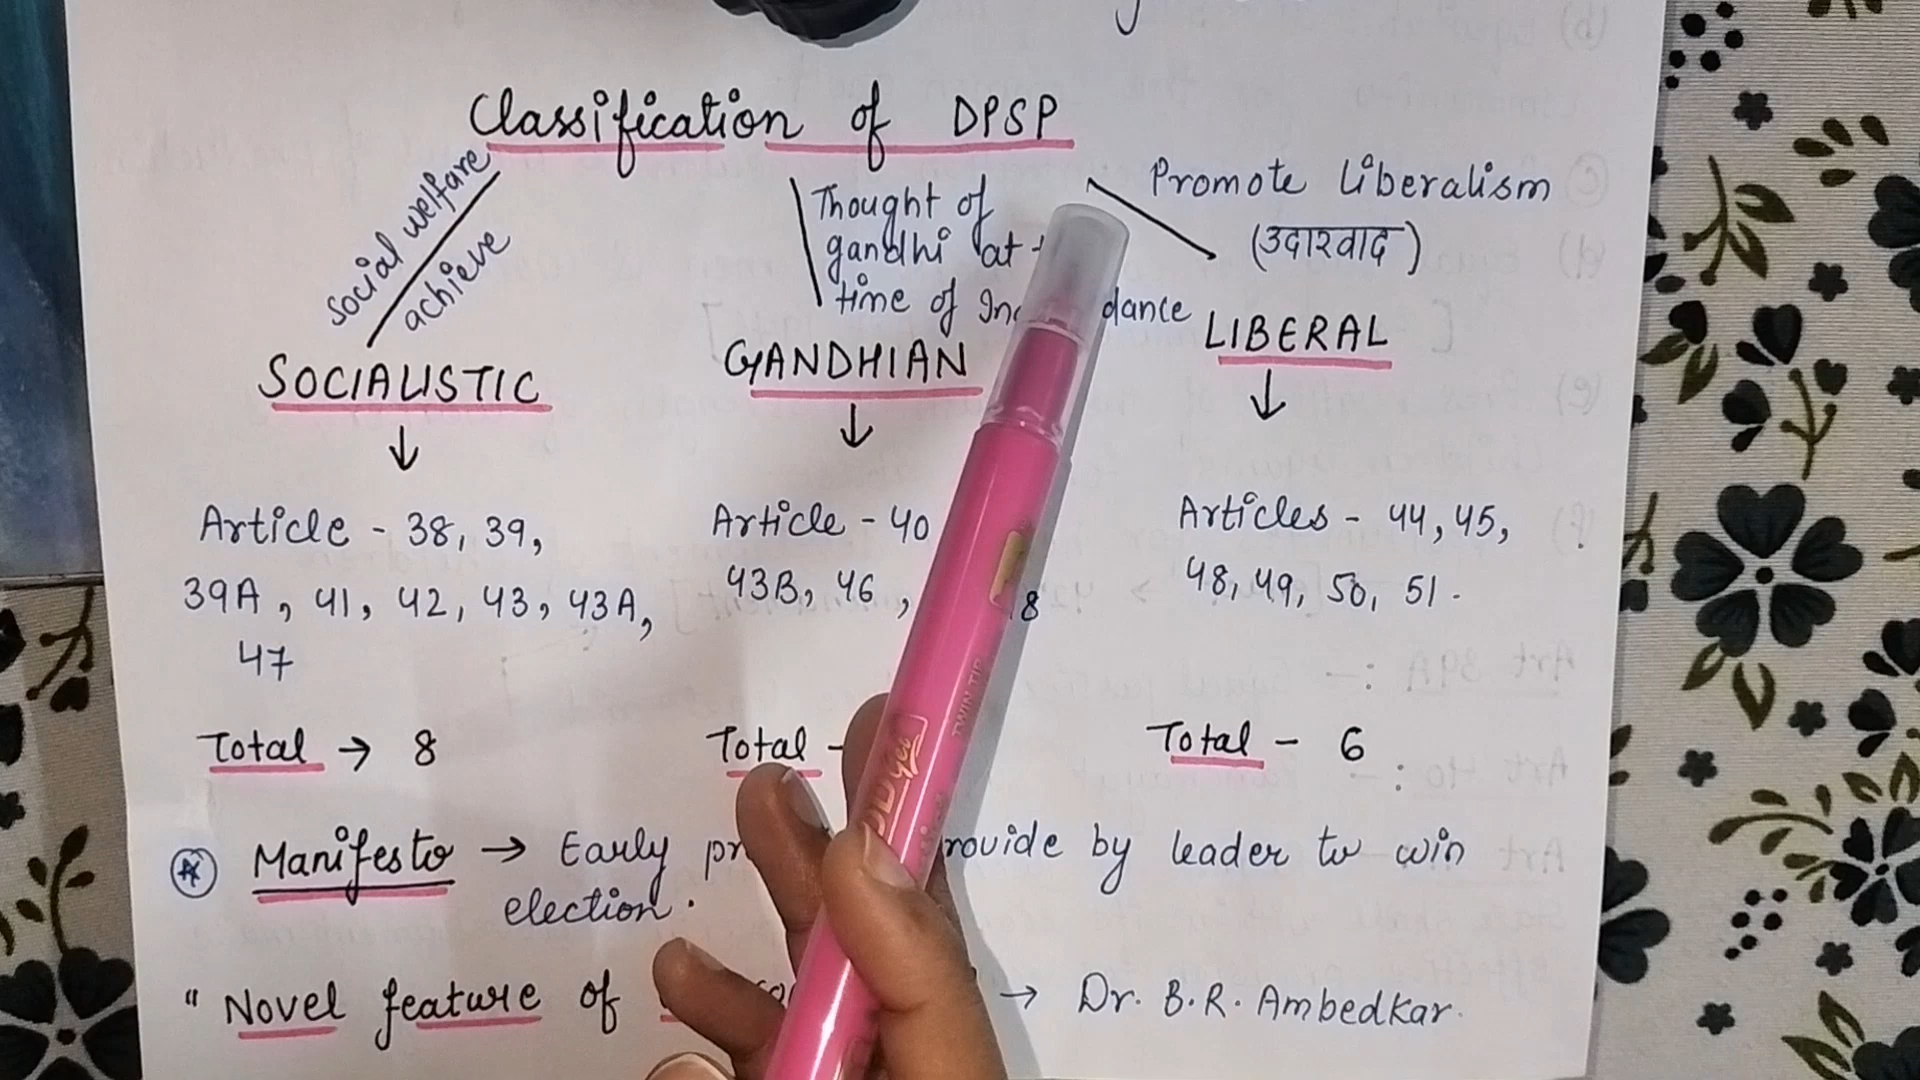 Classification of DPSP
Social welfare
achieve
Thought of
gandhi at
time of dance
Promote Liberalism
(उदारवाद)
SOCIALISTIC
GANDHIAN
LIBERAL
Article - 38, 39,
39A, 41, 42, 43, 43A,
47
Article - 40
43B, 46,
8
Articles - 44, 45,
48, 49, 50, 51.
Total → 8
Total -
Total - 6
Manifesto → Early by leader to win
election.
" Novel feature of → Dr. B.R. Ambedkar.
TWIN TIP